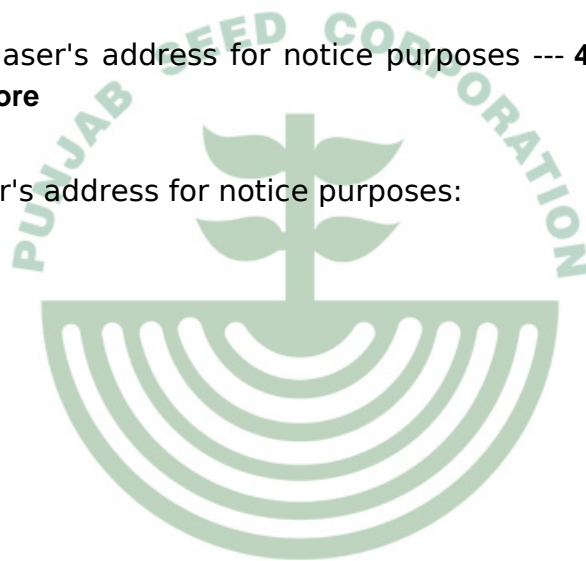 PUNJAB SEED CORPORATION
aser's address for notice purposes --- 4
ore
r's address for notice purposes: